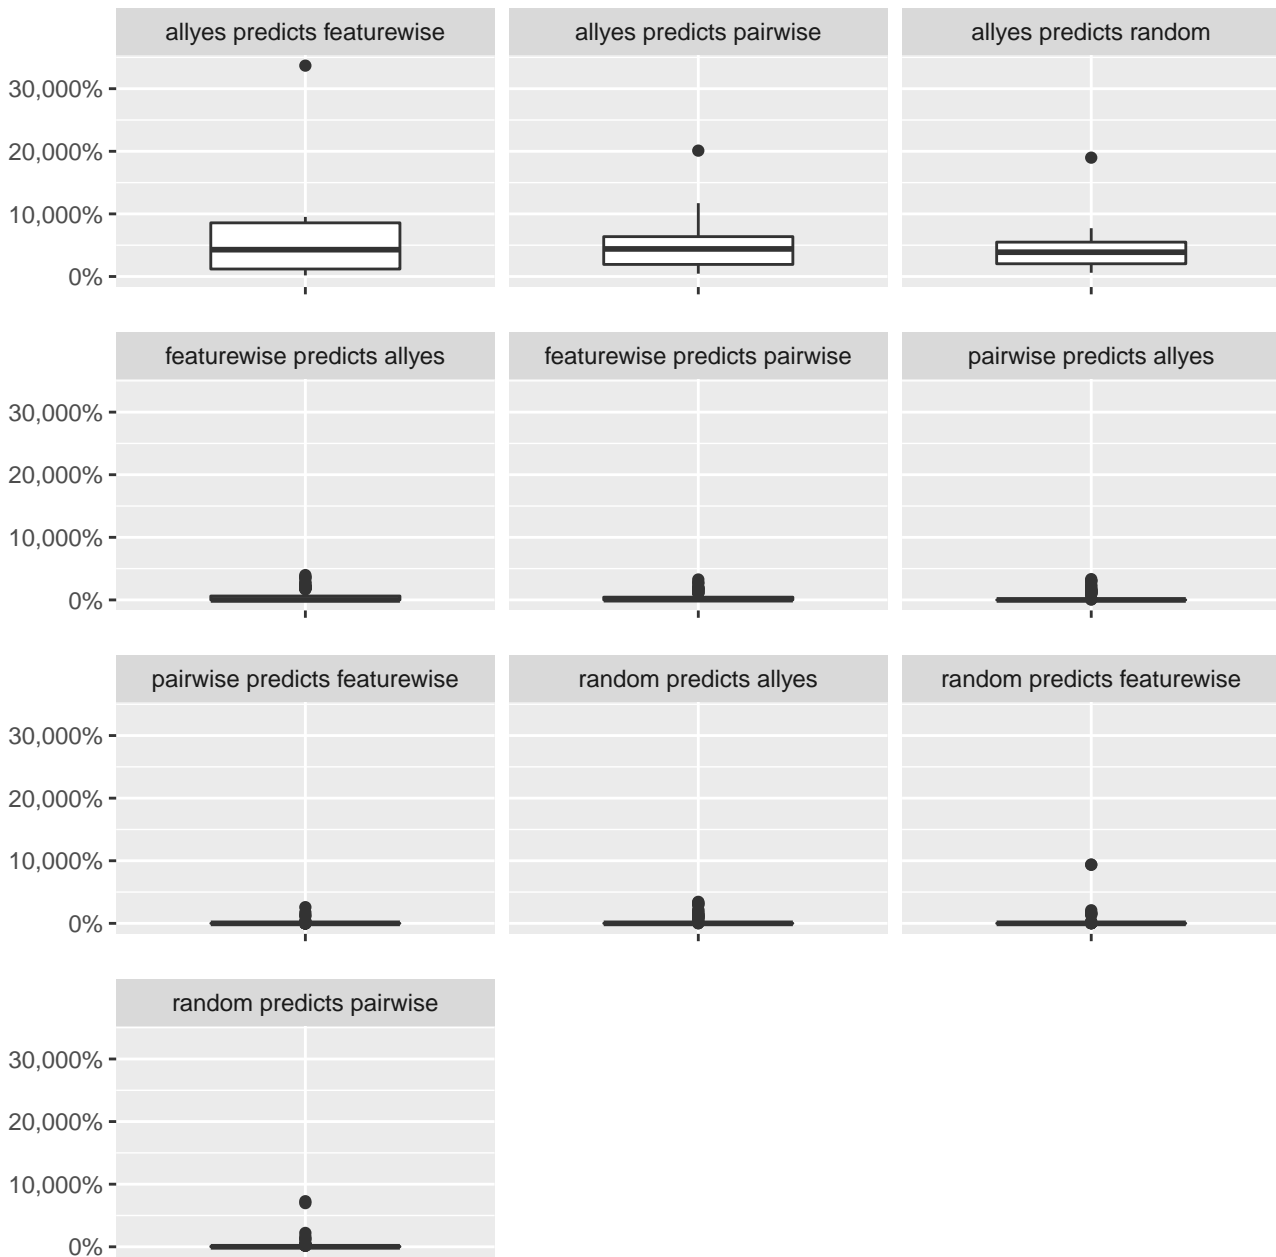 allyes predicts featurewise
allyes predicts pairwise
allyes predicts random
30,000%
20,000%
10,000%
0%
featurewise predicts allyes
featurewise predicts pairwise
pairwise predicts allyes
30,000%
20,000%
10,000%
0%
pairwise predicts featurewise
random predicts allyes
random predicts featurewise
30,000%
20,000%
10,000%
0%
random predicts pairwise
30,000%
20,000%
10,000%
0%